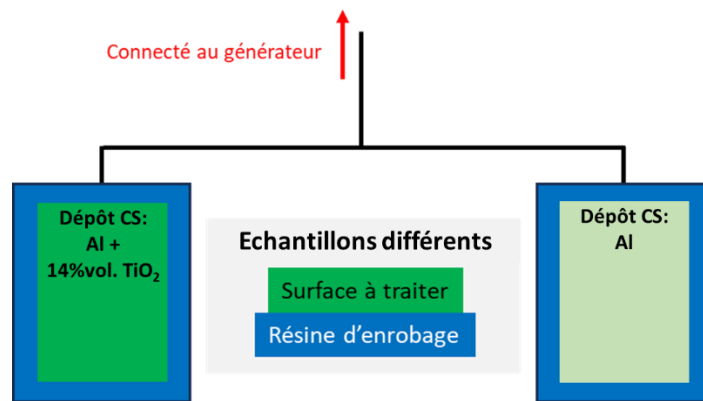 Connecté au générateur
Dépôt CS:
Al +
14%vol. TiO₂
Echantillons différents
Surface à traiter
Résine d'enrobage
Dépôt CS:
Al